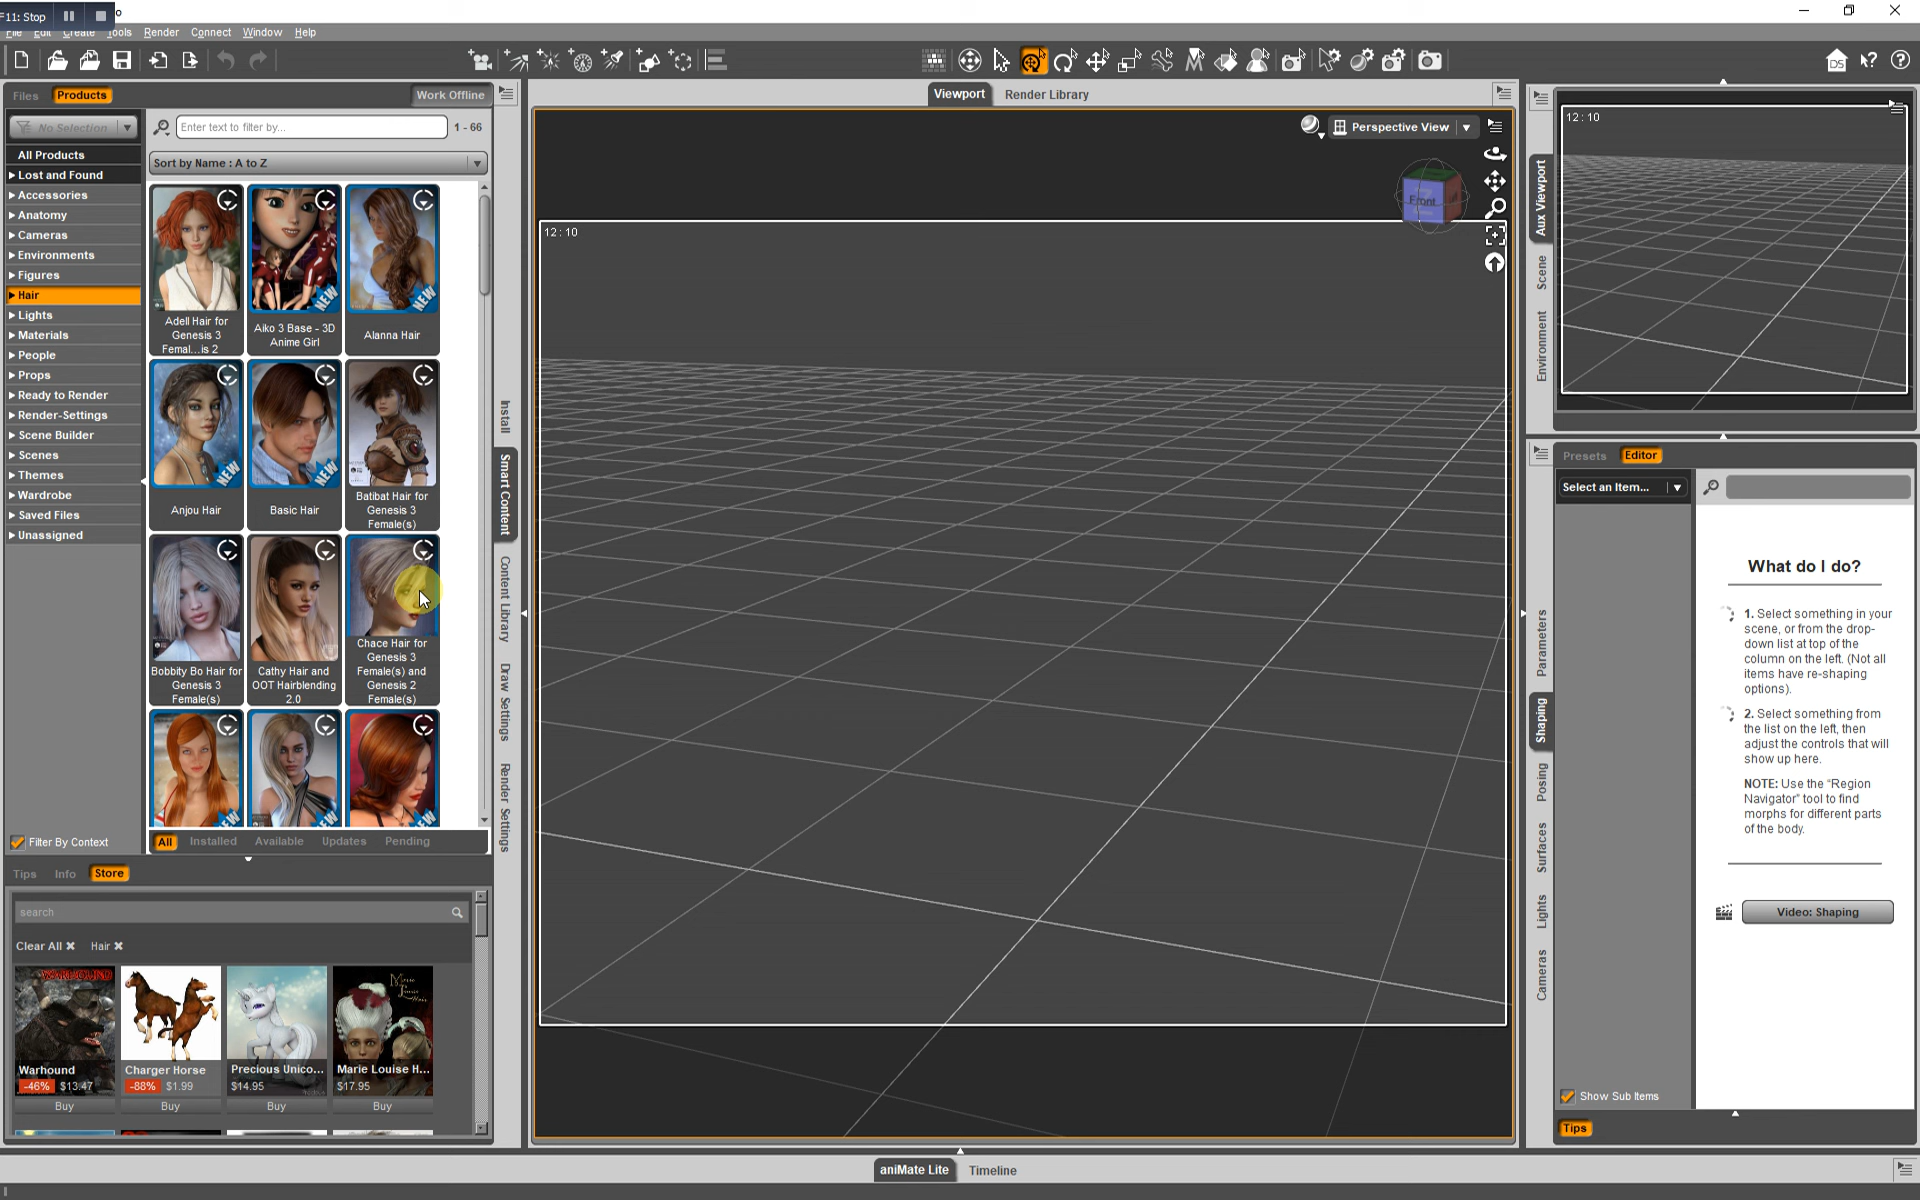 F11: Stop
File Edit Create Tools Render Connect Window Help
Files Products Work Offline
No Selection
Enter text to filter by...
1 - 66
Sort by Name : A to Z
All Products
Lost and Found
Accessories
Anatomy
Cameras
Environments
Figures
Hair
Lights
Materials
People
Props
Ready to Render
Render-Settings
Scene Builder
Scenes
Themes
Wardrobe
Saved Files
Unassigned
Filter By Context
Adell Hair for
Genesis 3
Femal...is 2
NEW
Aiko 3 Base - 3D
Anime Girl
NEW
Alanna Hair
NEW
Anjou Hair
NEW
Basic Hair
Batibat Hair for
Genesis 3
Female(s)
Bobbity Bo Hair for
Genesis 3
Female(s)
Cathy Hair and
OOT Hairblending
2.0
Chace Hair for
Genesis 3
Female(s) and
Genesis 2
Female(s)
NEW
NEW
NEW
All Installed Available Updates Pending
Tips Info Store
search
Clear All Hair
WARHOUND
Warhound
-46% $13.47
Buy
Charger Horse
-88% $1.99
Buy
Precious Unico...
$14.95
Buy
Marie Louise H...
$17.95
Buy
Install
Smart Content
Content Library
Draw Settings
Render Settings
Viewport Render Library
Perspective View
Front
12 : 10
DS
Aux Viewport
Scene
Environment
12 : 10
Parameters
Shaping
Posing
Surfaces
Lights
Cameras
Presets Editor
Select an Item...
What do I do?
1. Select something in your
scene, or from the drop-
down list at top of the
column on the left. (Not all
items have re-shaping
options).
2. Select something from
the list on the left, then
adjust the controls that will
show up here.
NOTE: Use the "Region
Navigator" tool to find
morphs for different parts
of the body.
Video: Shaping
Show Sub Items
Tips
aniMate Lite Timeline